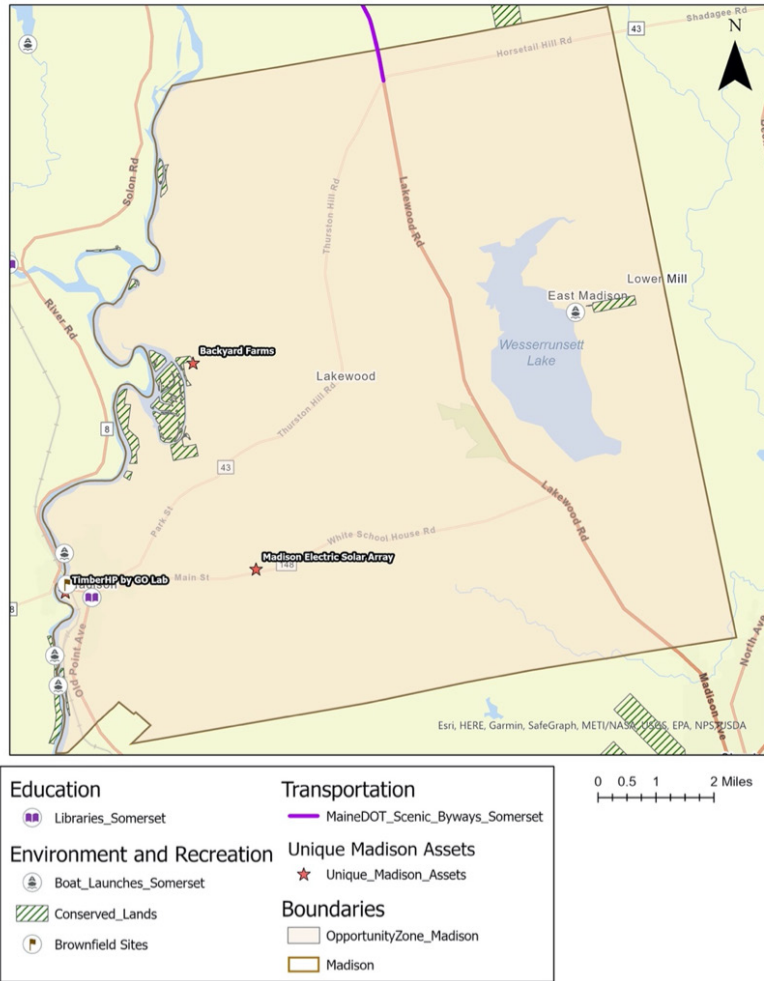 43
Shadagee Rd
N
Horsetail Hill Rd
Solon Rd
Thurston Hill Rd
Lakewood Rd
River Rd
Lower Mill
East Madison
Wesserrunsett
Lake
Backyard Farms
Lakewood
Thurston Hill Rd
8
43
Park St
White School House Rd
Lakewood Rd
Madison Electric Solar Array
148
TimberHP by GO Lab
Main St
8
Old Point Ave
North Ave
Madison Ave
Esri, HERE, Garmin, SafeGraph, METI/NASA, USGS, EPA, NPS, USDA
Education
Libraries_Somerset
Environment and Recreation
Boat_Launches_Somerset
Conserved_Lands
Brownfield Sites
Transportation
MaineDOT_Scenic_Byways_Somerset
Unique Madison Assets
Unique_Madison_Assets
Boundaries
OpportunityZone_Madison
Madison
0 0.5 1 2 Miles